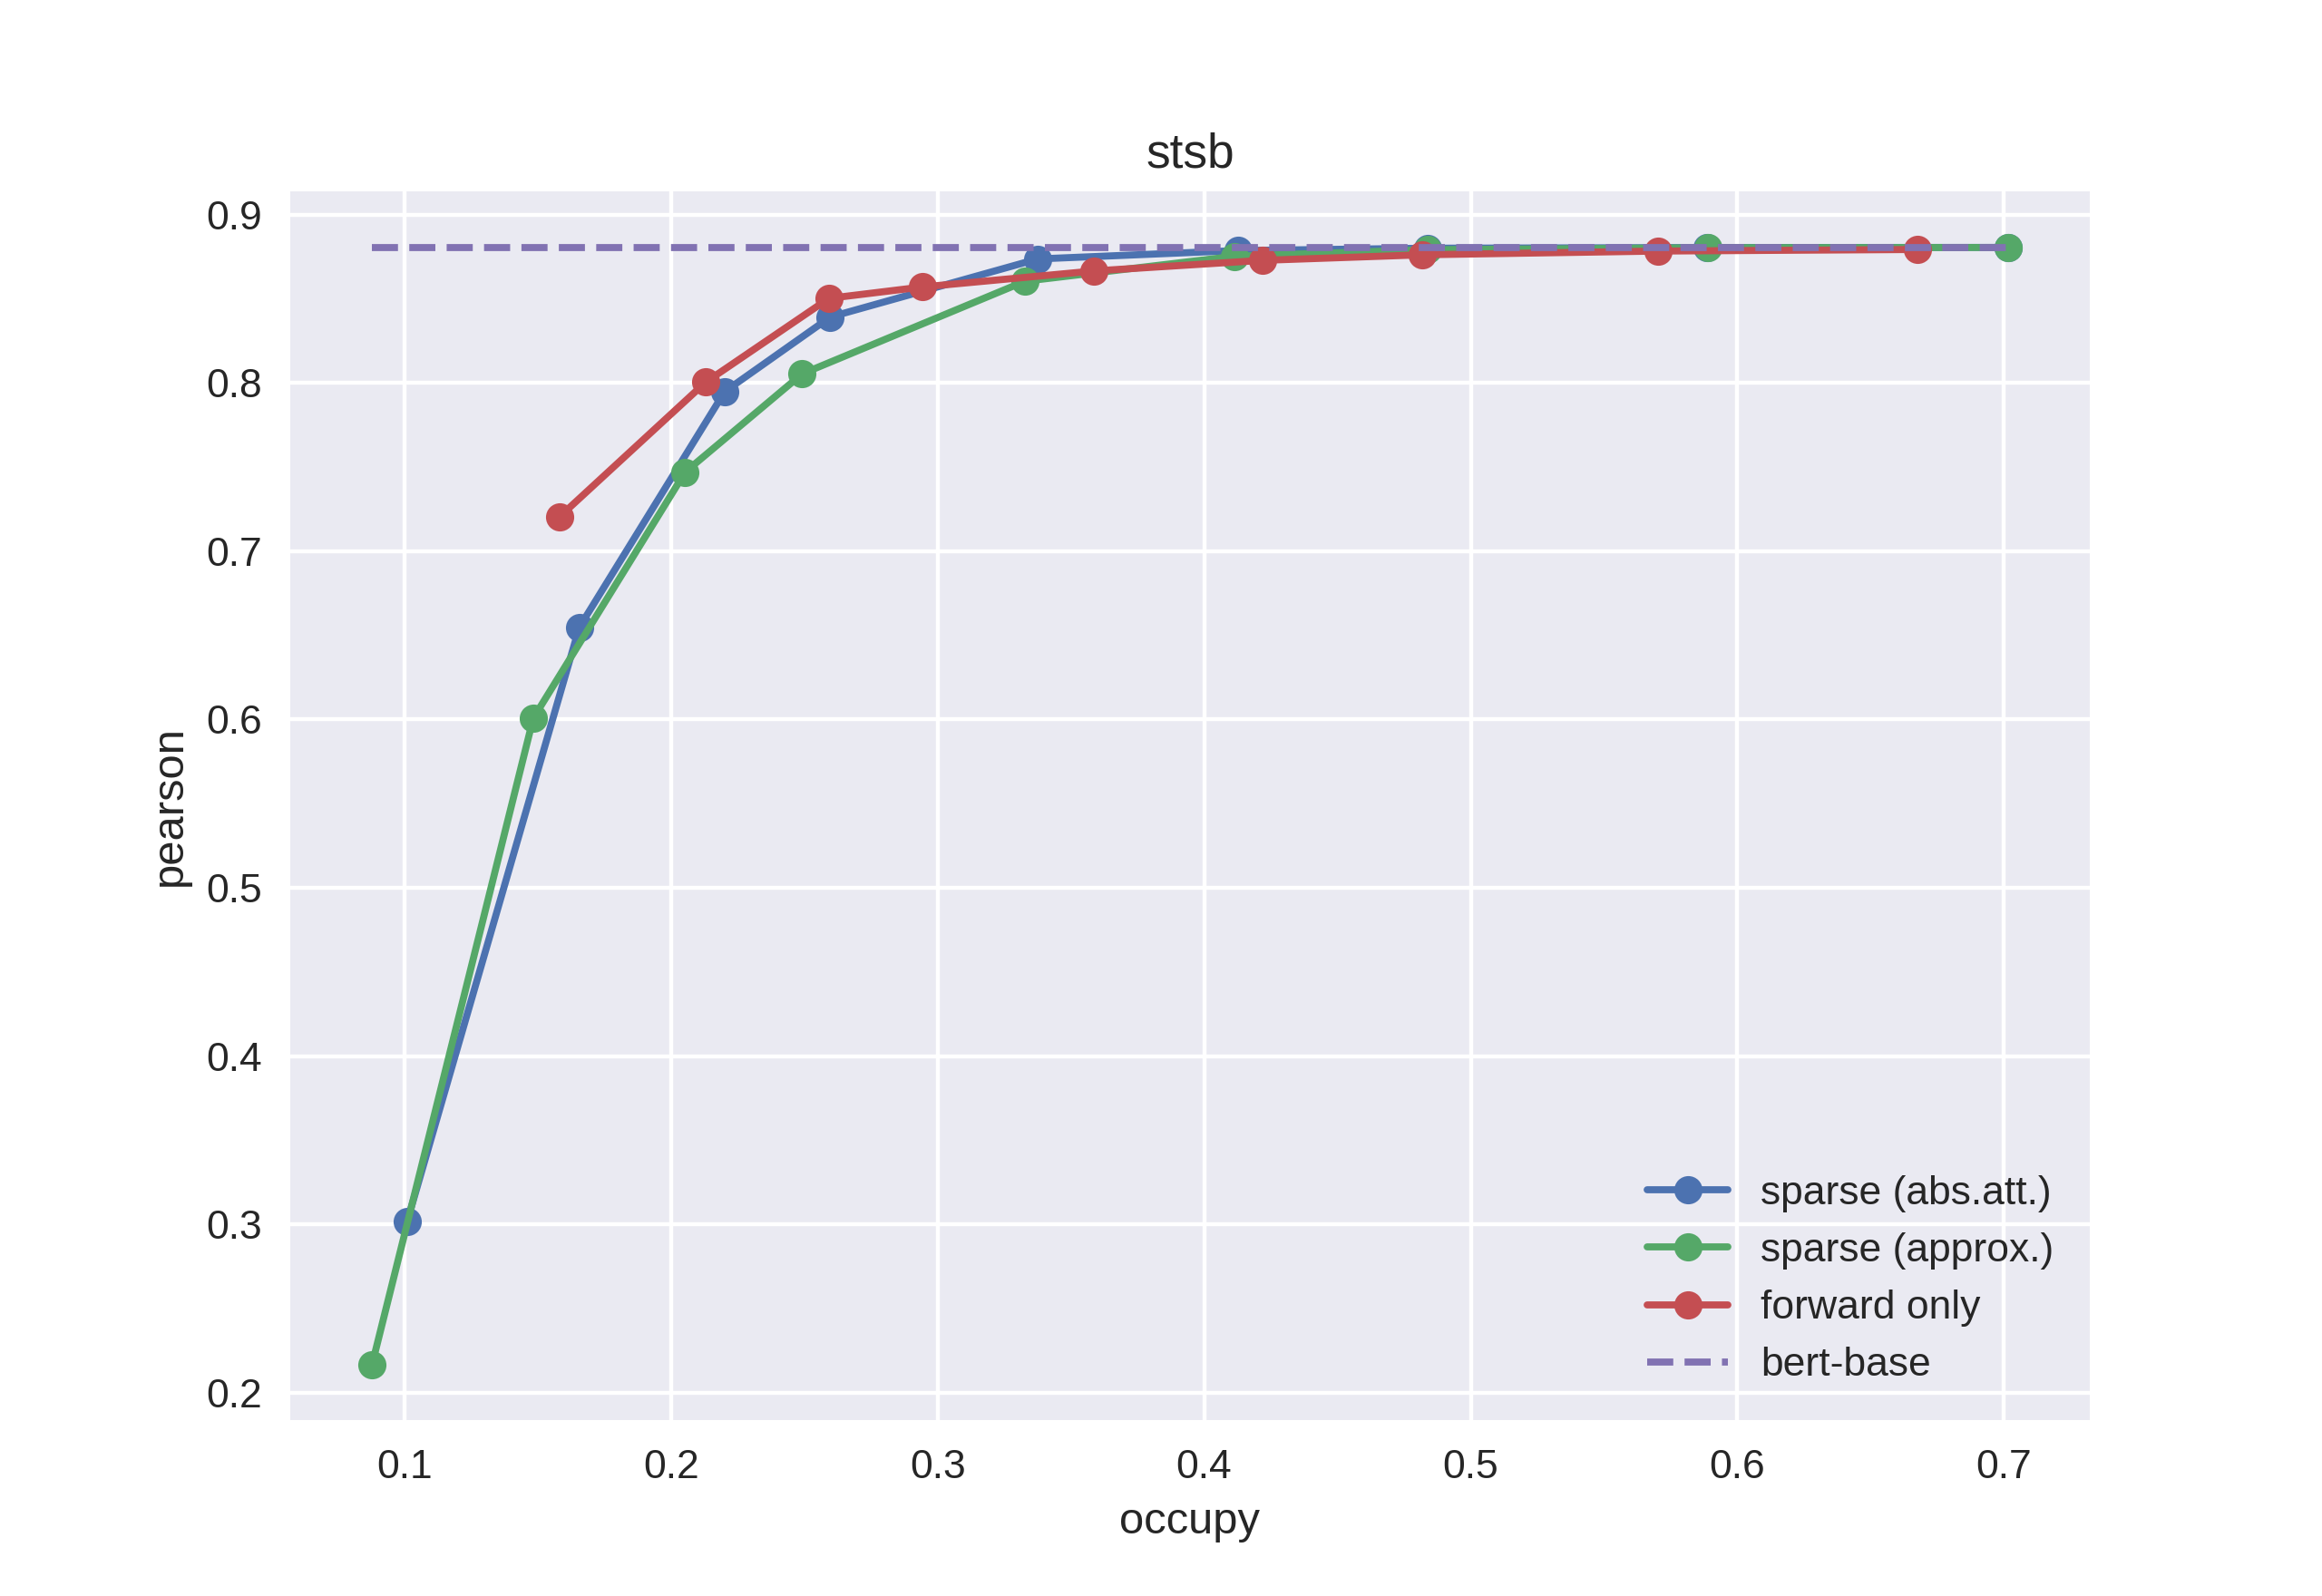 stsb
0.9
0.8
0.7
0.6
0.5
0.4
0.3
0.2
pearson
0.1 0.2 0.3 0.4 0.5 0.6 0.7
occupy
sparse (abs.att.)
sparse (approx.)
forward only
bert-base